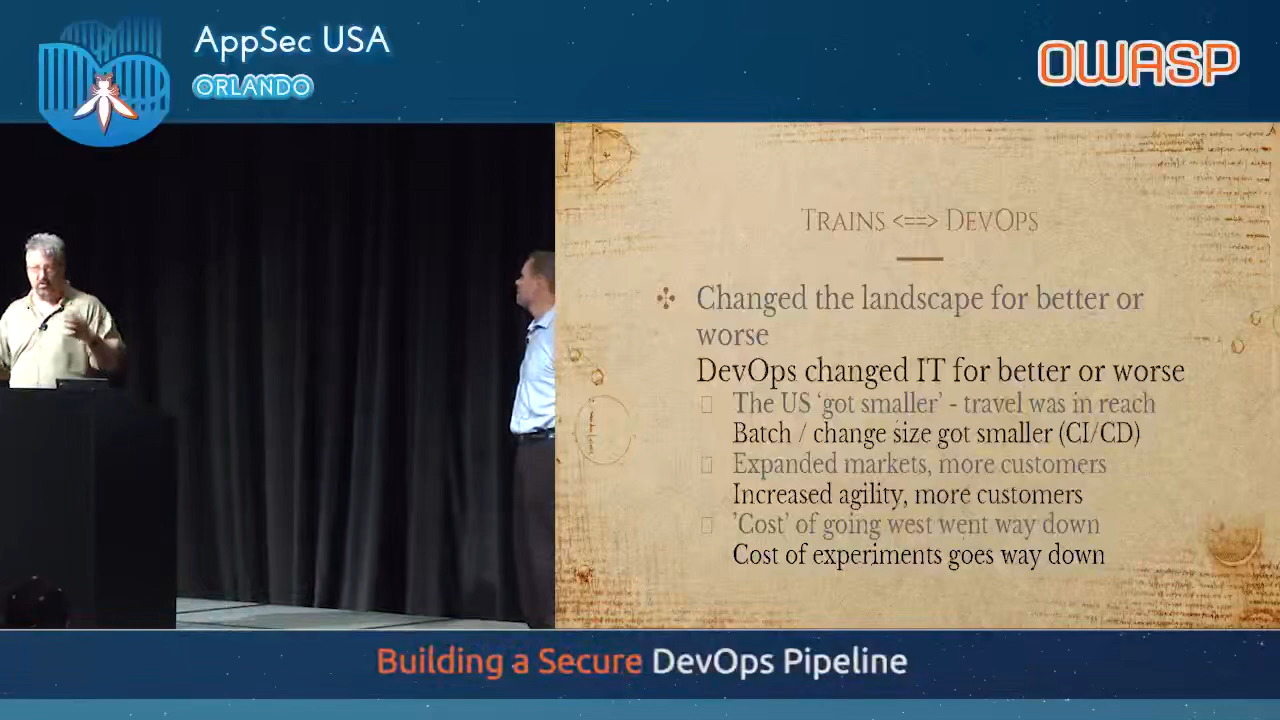 AppSec USA
ORLANDO
OWASP
TRAINS <==> DEVOPS
Changed the landscape for better or
worse
DevOps changed IT for better or worse
The US ‘got smaller’ - travel was in reach
Batch / change size got smaller (CI/CD)
Expanded markets, more customers
Increased agility, more customers
’Cost’ of going west went way down
Cost of experiments goes way down
Building a Secure DevOps Pipeline